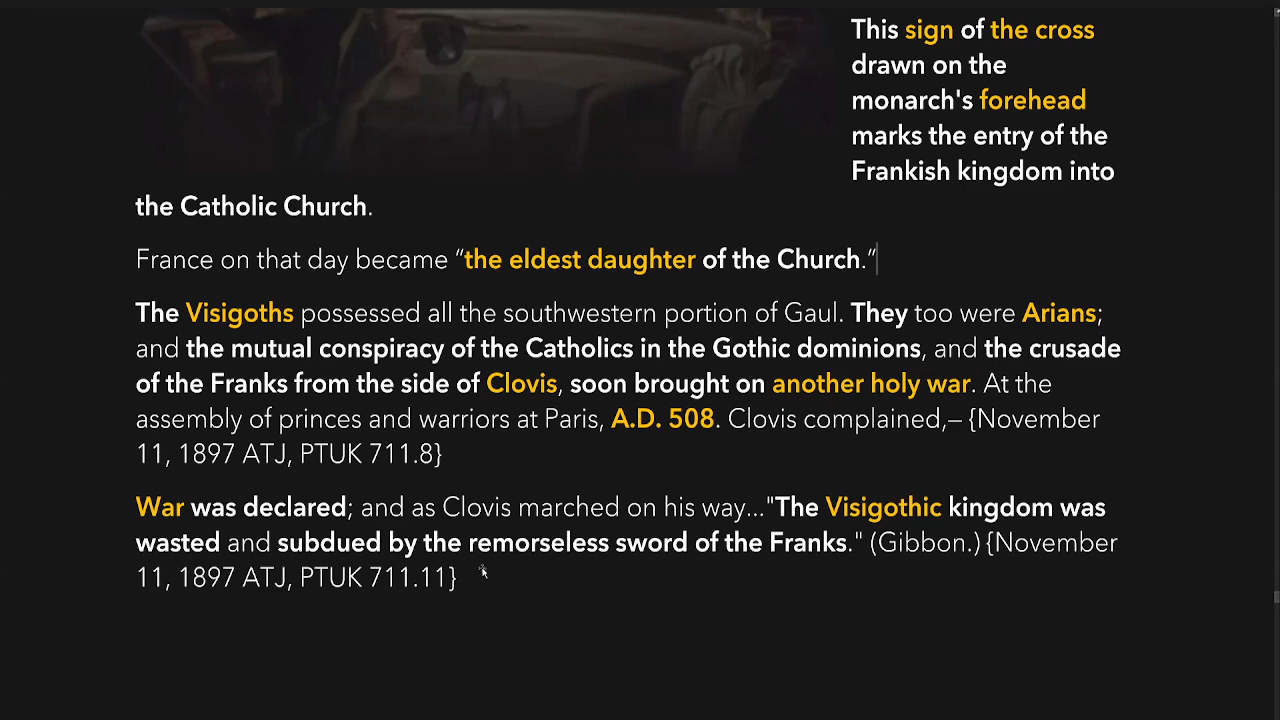 This sign of the cross
drawn on the
monarch's forehead
marks the entry of the
Frankish kingdom into
the Catholic Church.
France on that day became “the eldest daughter of the Church.”
The Visigoths possessed all the southwestern portion of Gaul. They too were Arians;
and the mutual conspiracy of the Catholics in the Gothic dominions, and the crusade
of the Franks from the side of Clovis, soon brought on another holy war. At the
assembly of princes and warriors at Paris, A.D. 508. Clovis complained,— {November
11, 1897 ATJ, PTUK 711.8}
War was declared; and as Clovis marched on his way..."The Visigothic kingdom was
wasted and subdued by the remorseless sword of the Franks." (Gibbon.) {November
11, 1897 ATJ, PTUK 711.11}